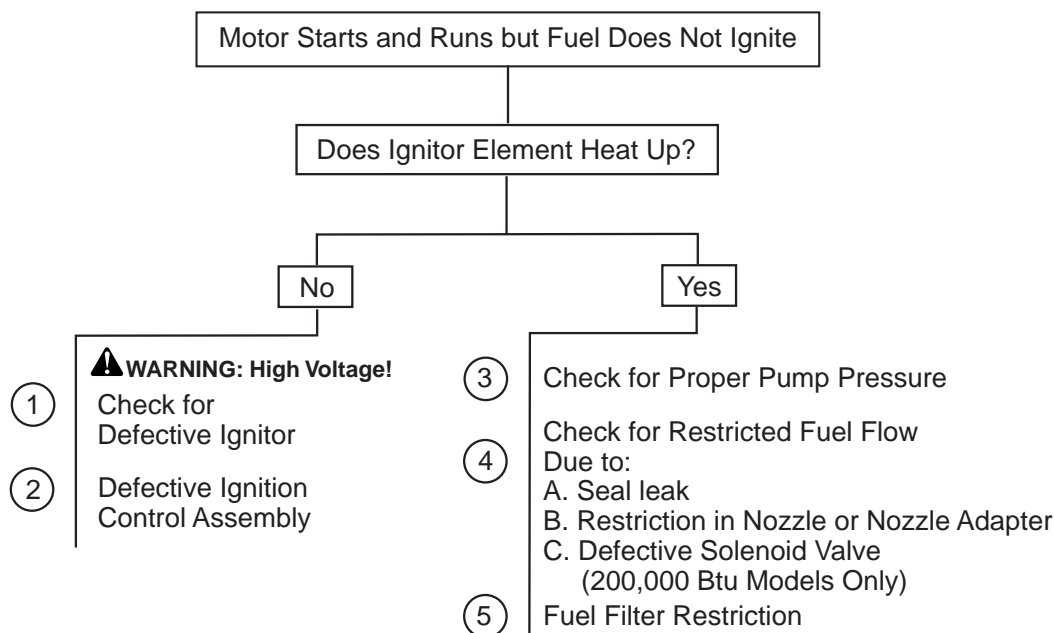 Motor Starts and Runs but Fuel Does Not Ignite
Does Ignitor Element Heat Up?
No
Yes
WARNING: High Voltage!
1
Check for
Defective Ignitor
2
Defective Ignition
Control Assembly
3
Check for Proper Pump Pressure
4
Check for Restricted Fuel Flow
Due to:
A. Seal leak
B. Restriction in Nozzle or Nozzle Adapter
C. Defective Solenoid Valve
(200,000 Btu Models Only)
5
Fuel Filter Restriction